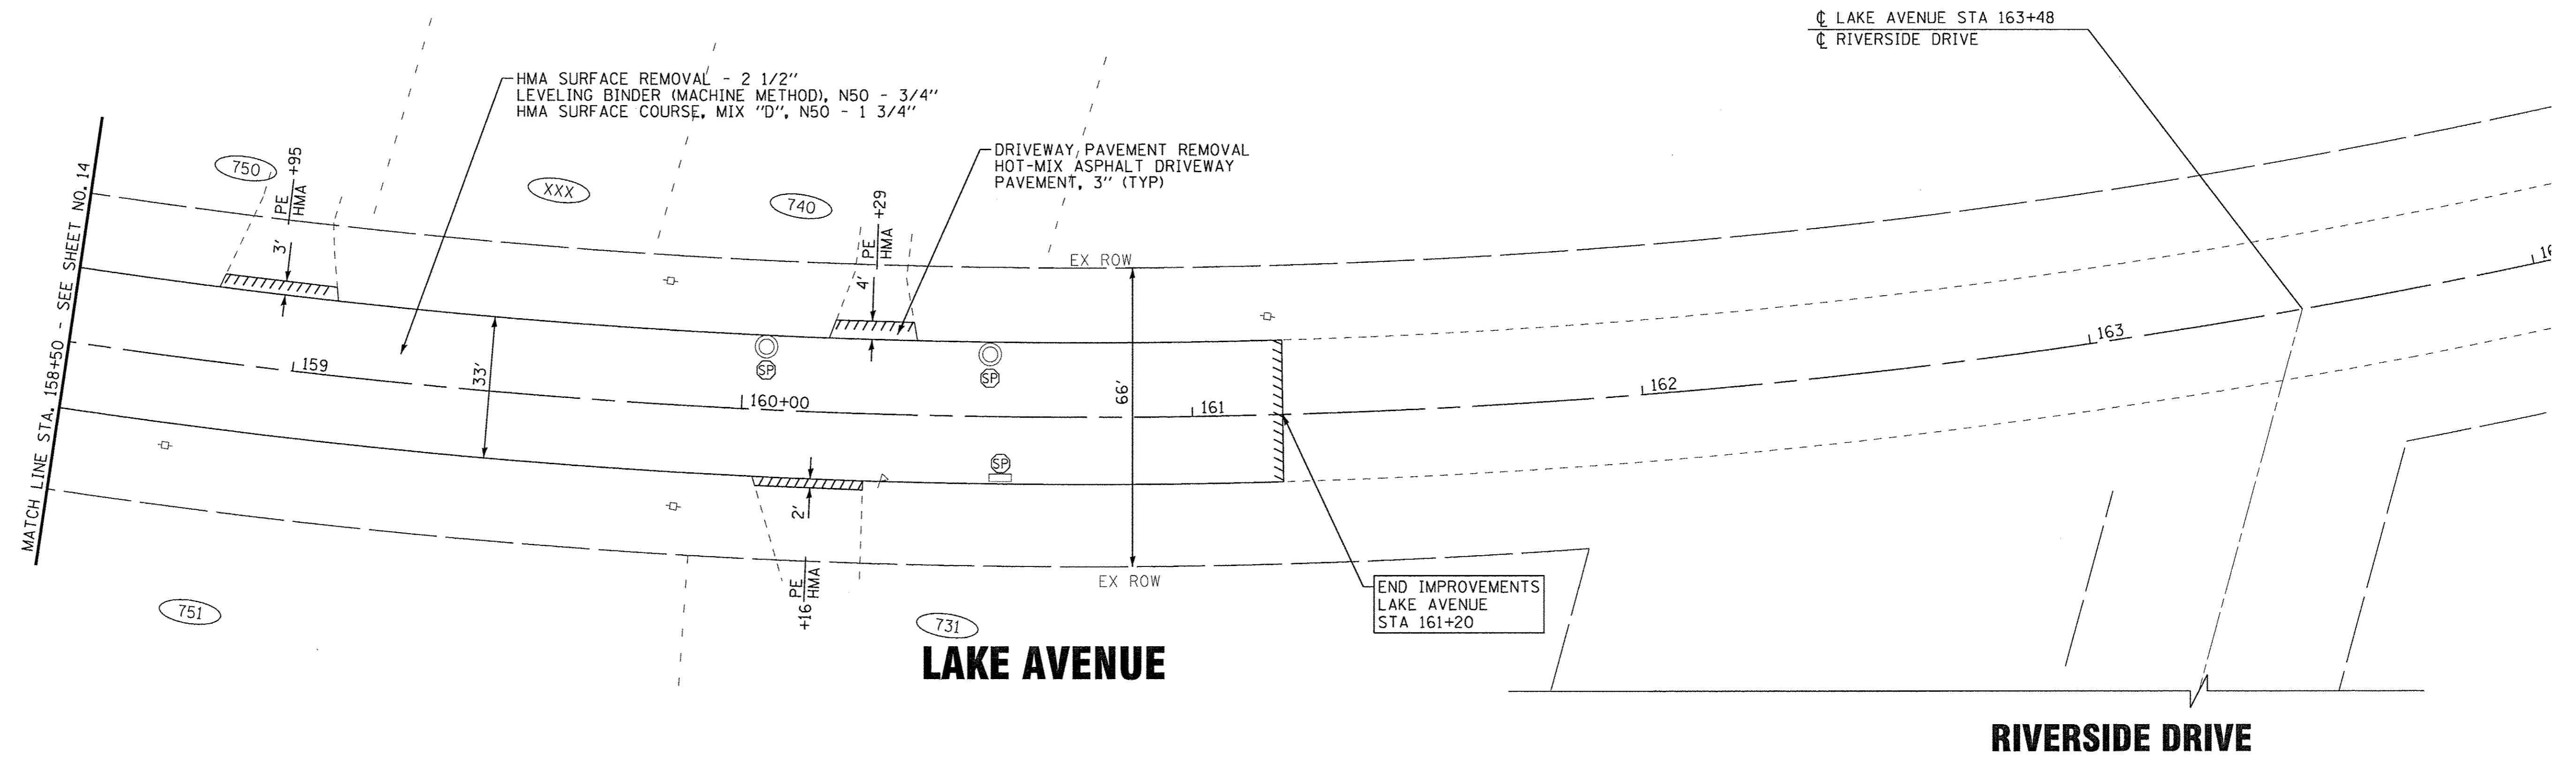 ℄ LAKE AVENUE STA 163+48
℄ RIVERSIDE DRIVE
HMA SURFACE REMOVAL - 2 1/2"
LEVELING BINDER (MACHINE METHOD), N50 - 3/4"
HMA SURFACE COURSE, MIX "D", N50 - 1 3/4"
DRIVEWAY PAVEMENT REMOVAL
HOT-MIX ASPHALT DRIVEWAY
PAVEMENT, 3" (TYP)
MATCH LINE STA. 158+50 - SEE SHEET NO. 14
750
PE
HMA
+95
3'
XXX
740
PE
HMA
+29
4'
EX ROW
33'
66'
159
160+00
161
162
163
SP
SP
SP
2'
+16
PE
HMA
EX ROW
751
731
END IMPROVEMENTS
LAKE AVENUE
STA 161+20
LAKE AVENUE
RIVERSIDE DRIVE